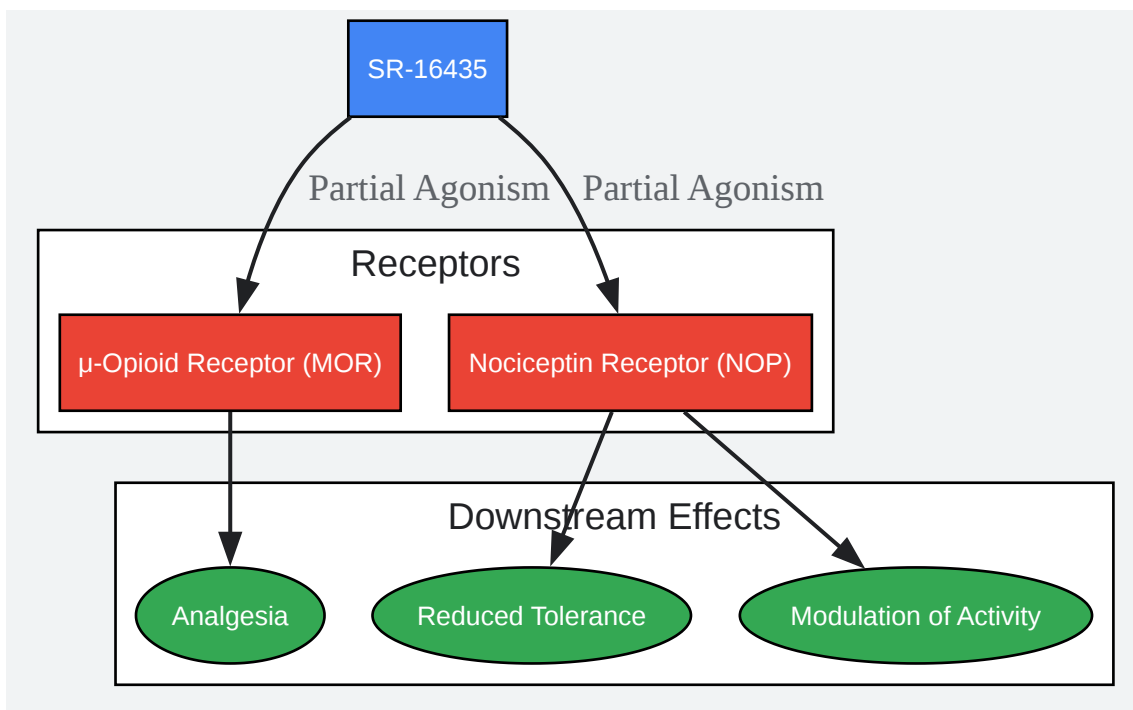 SR-16435
Partial Agonism
Partial Agonism
Receptors
μ-Opioid Receptor (MOR)
Nociceptin Receptor (NOP)
Downstream Effects
Analgesia
Reduced Tolerance
Modulation of Activity